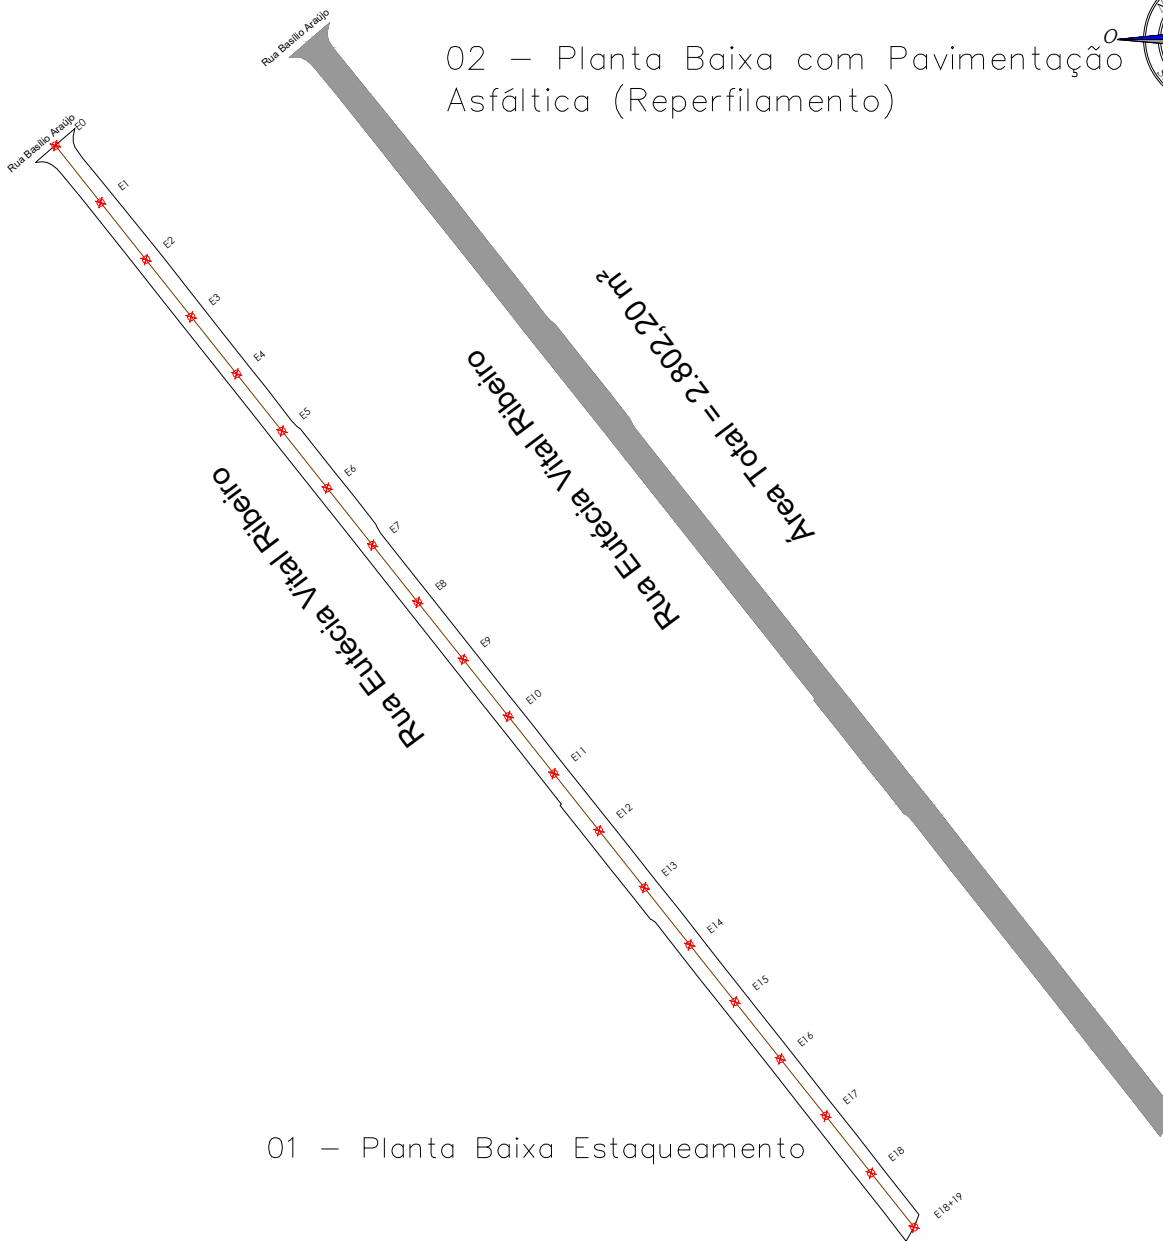 Rua Basílio Araújo
02 – Planta Baixa com Pavimentação
Asfáltica (Reperfilamento)
O
Rua Basílio Araújo
E0
E1
E2
E3
E4
E5
E6
E7
E8
E9
E10
E11
E12
E13
E14
E15
E16
E17
E18
E18+19
Rua Eutécia Vital Ribeiro
Rua Eutécia Vital Ribeiro
Área Total = 2.802,20 m²
01 – Planta Baixa Estaqueamento